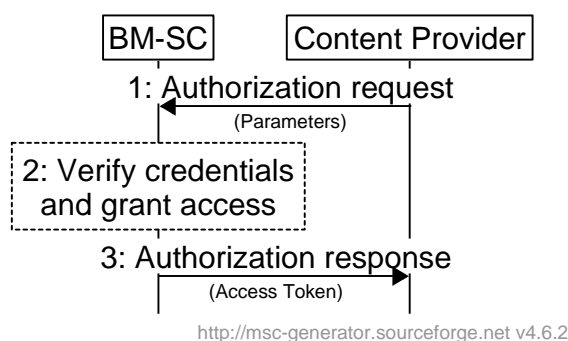 BM-SC Content Provider
1: Authorization request
(Parameters)
2: Verify credentials
and grant access
3: Authorization response
(Access Token)
http://msc-generator.sourceforge.net v4.6.2